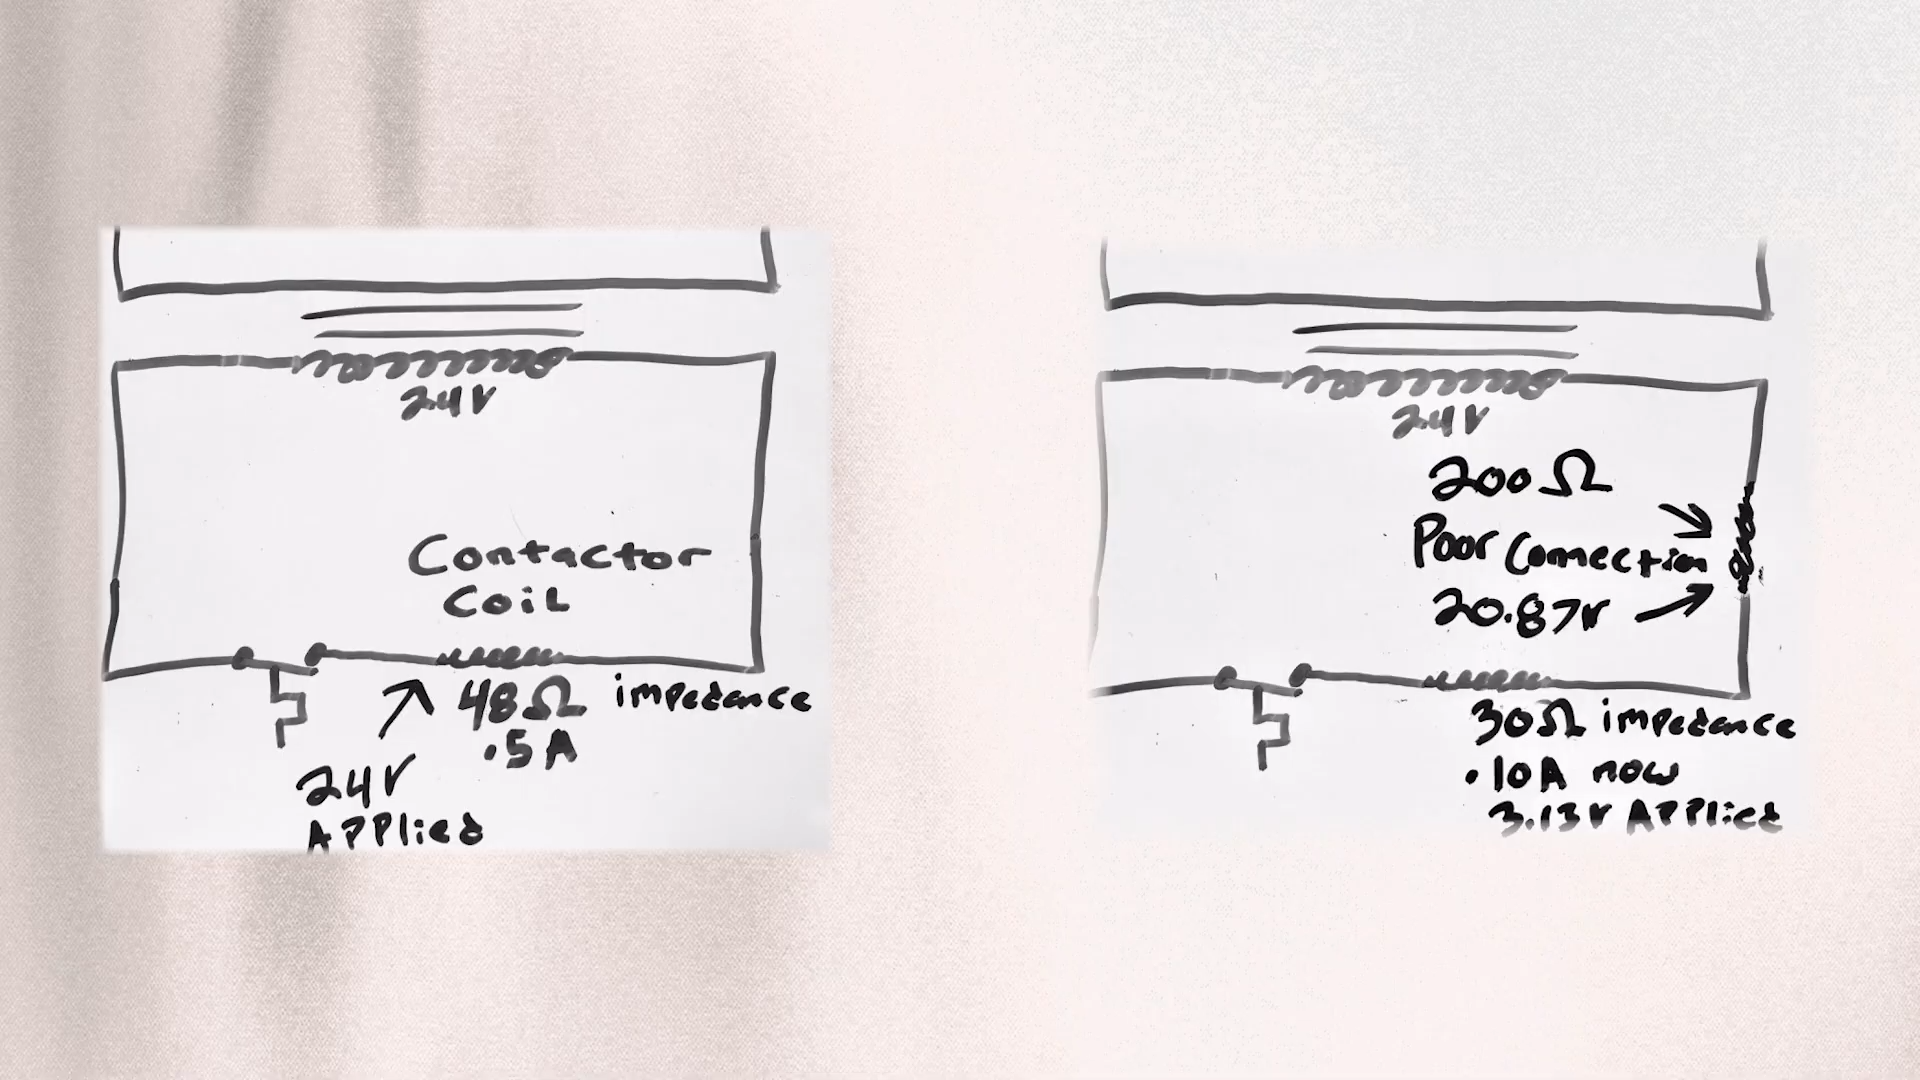 24V
Contactor
Coil
48Ω impedance
.5A
24V
Applied
24V
200Ω
Poor Connection
20.87V
30Ω impedance
.10A now
3.13V Applied